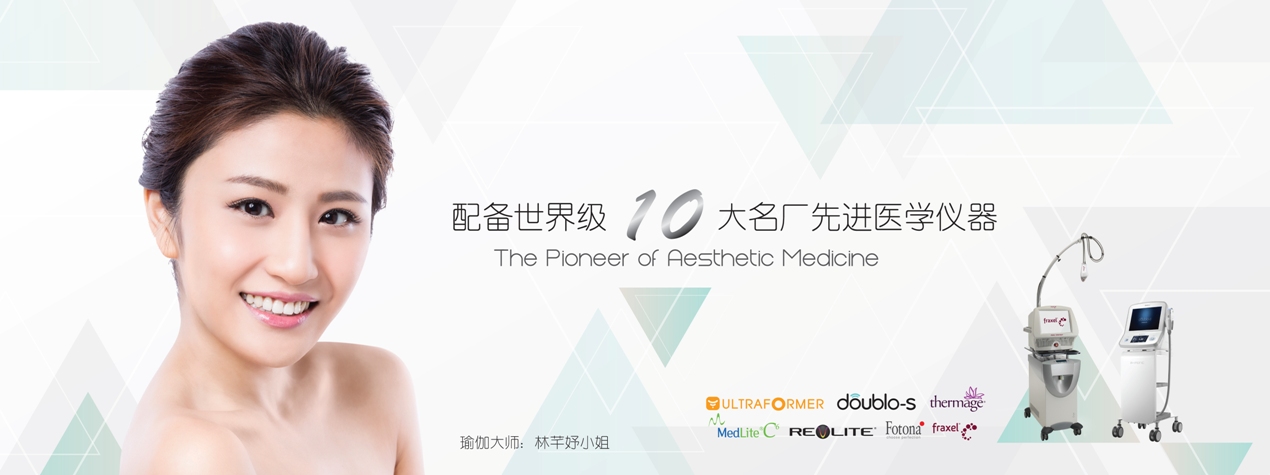 配备世界级 10 大名厂先进医学仪器
The Pioneer of Aesthetic Medicine
fraxel
ULTRAFORMER doublo-s thermage®
MedLite® C6 REVLITE® Fotona fraxel®
瑜伽大师：林芊妤小姐